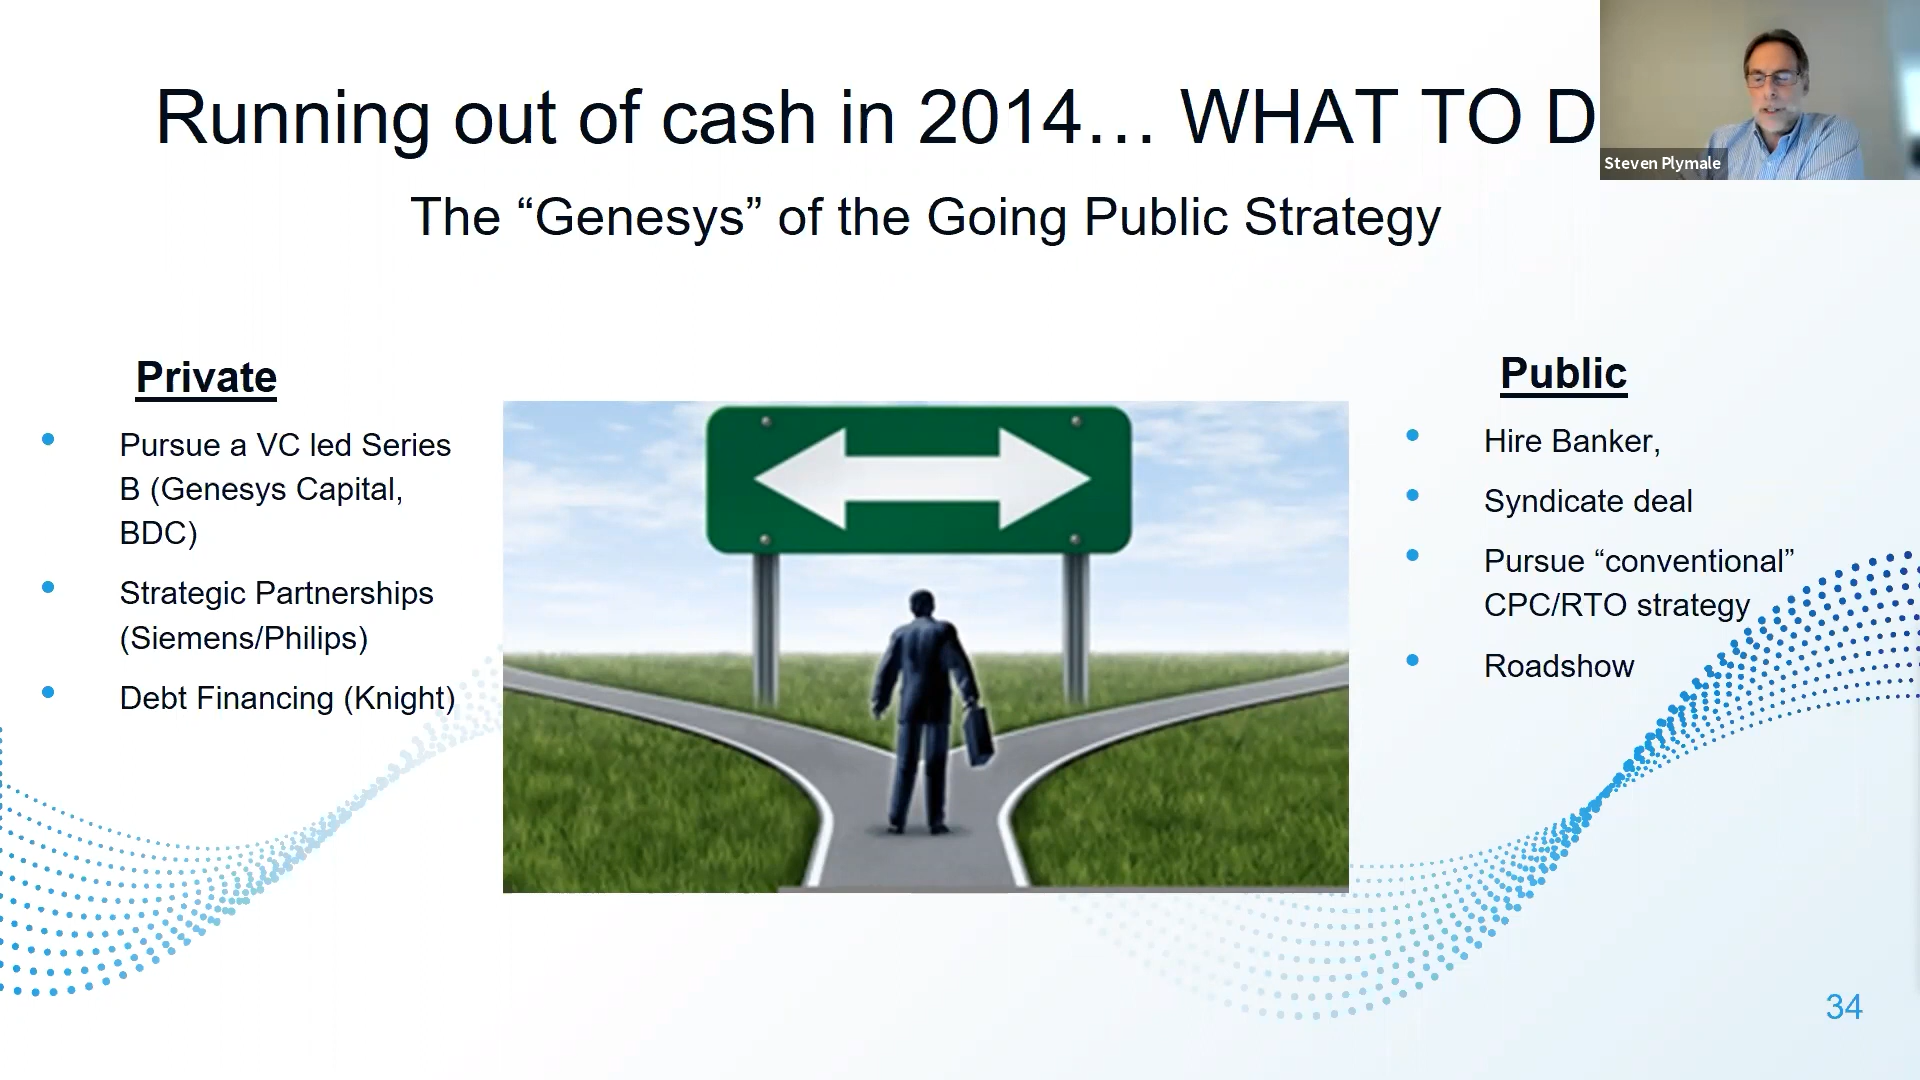 Running out of cash in 2014… WHAT TO D
Steven Plymale
The “Genesys” of the Going Public Strategy
Private
• Pursue a VC led Series
B (Genesys Capital,
BDC)
• Strategic Partnerships
(Siemens/Philips)
• Debt Financing (Knight)
Public
• Hire Banker,
• Syndicate deal
• Pursue “conventional”
CPC/RTO strategy
• Roadshow
34